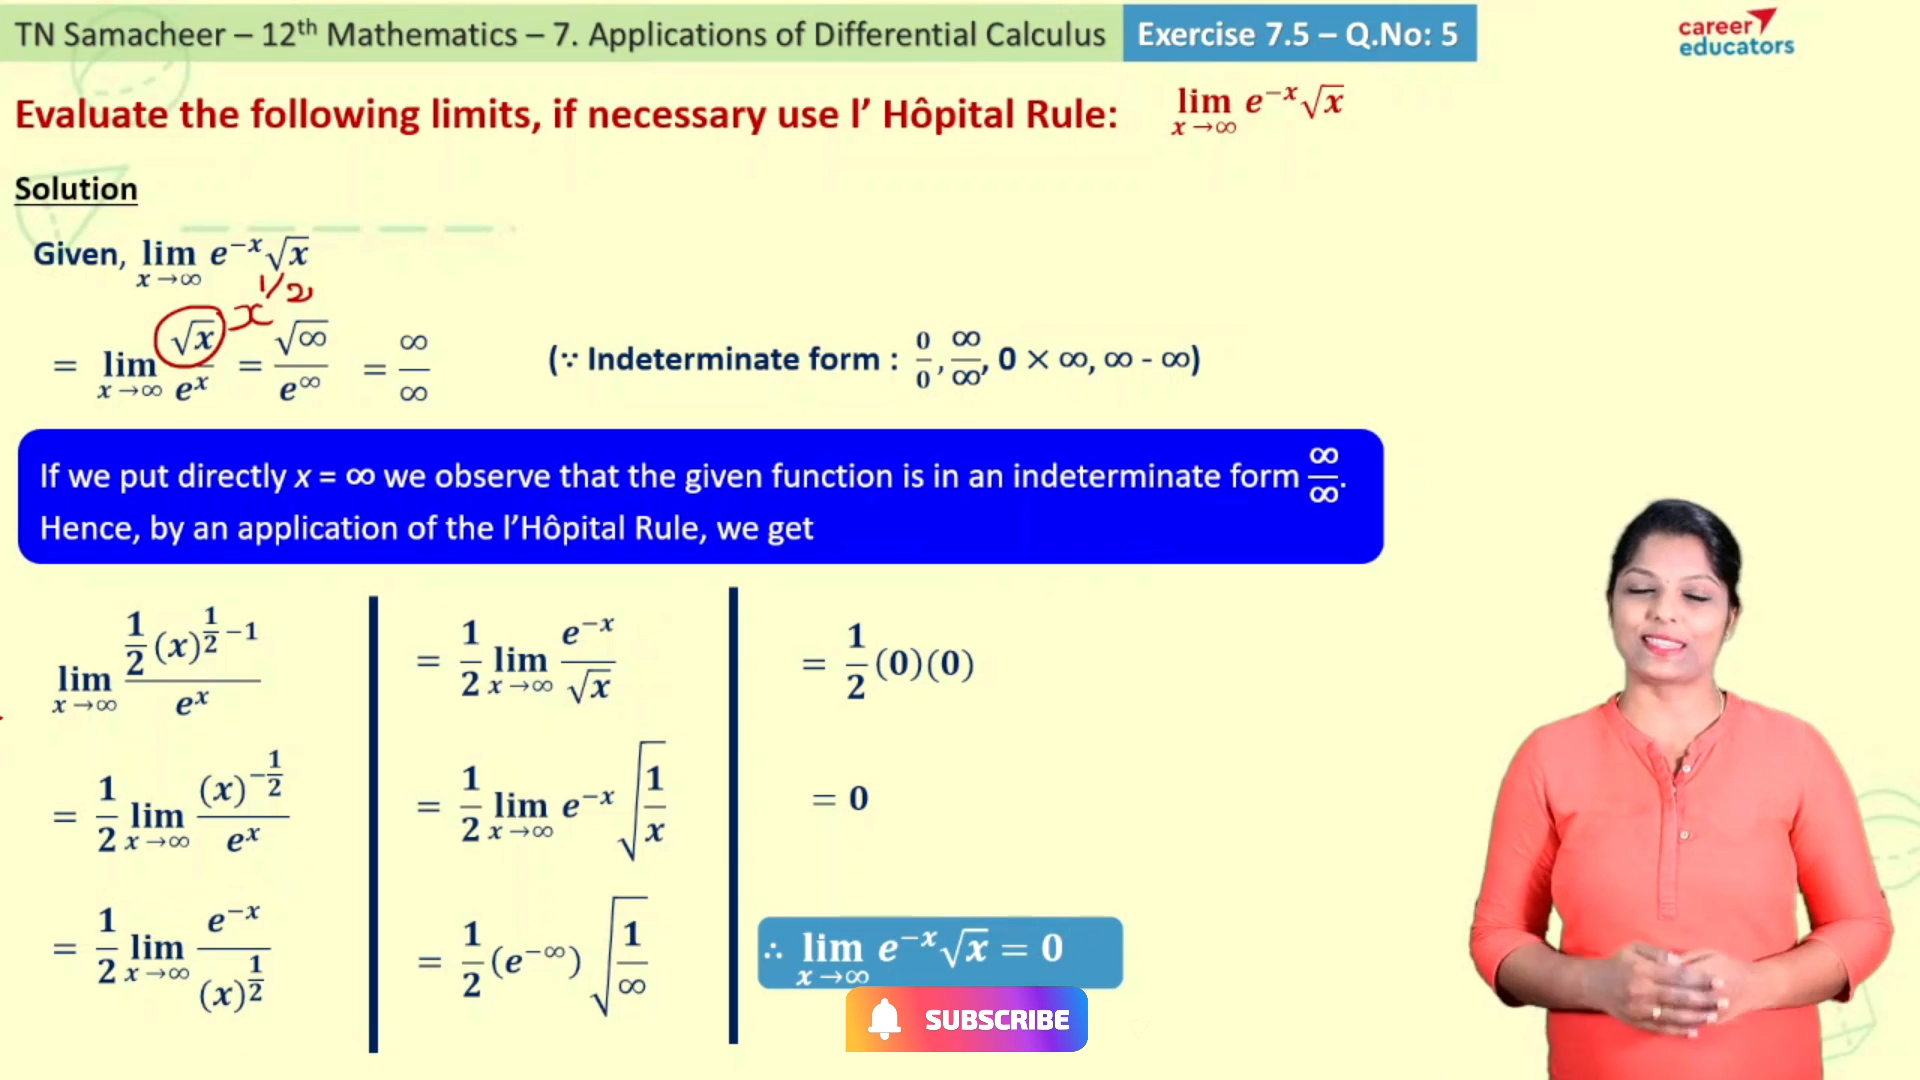 TN Samacheer – 12th Mathematics – 7. Applications of Differential Calculus Exercise 7.5 – Q.No: 5
career educators
Evaluate the following limits, if necessary use l’ Hôpital Rule: lim x→∞ e^−x √x
Solution
Given, lim x→∞ e^−x √x
x^1/2
= lim x→∞ √x / e^x = √∞ / e^∞ = ∞ / ∞ (∵ Indeterminate form : 0/0, ∞/∞, 0 × ∞, ∞ - ∞)
If we put directly x = ∞ we observe that the given function is in an indeterminate form ∞/∞.
Hence, by an application of the l’Hôpital Rule, we get
lim x→∞ 1/2 (x)^(1/2 −1) / e^x
= 1/2 lim x→∞ (x)^−1/2 / e^x
= 1/2 lim x→∞ e^−x / (x)^1/2
= 1/2 lim x→∞ e^−x / √x
= 1/2 lim x→∞ e^−x √(1/x)
= 1/2 (e^−∞) √(1/∞)
= 1/2 (0)(0)
= 0
∴ lim x→∞ e^−x √x = 0
SUBSCRIBE